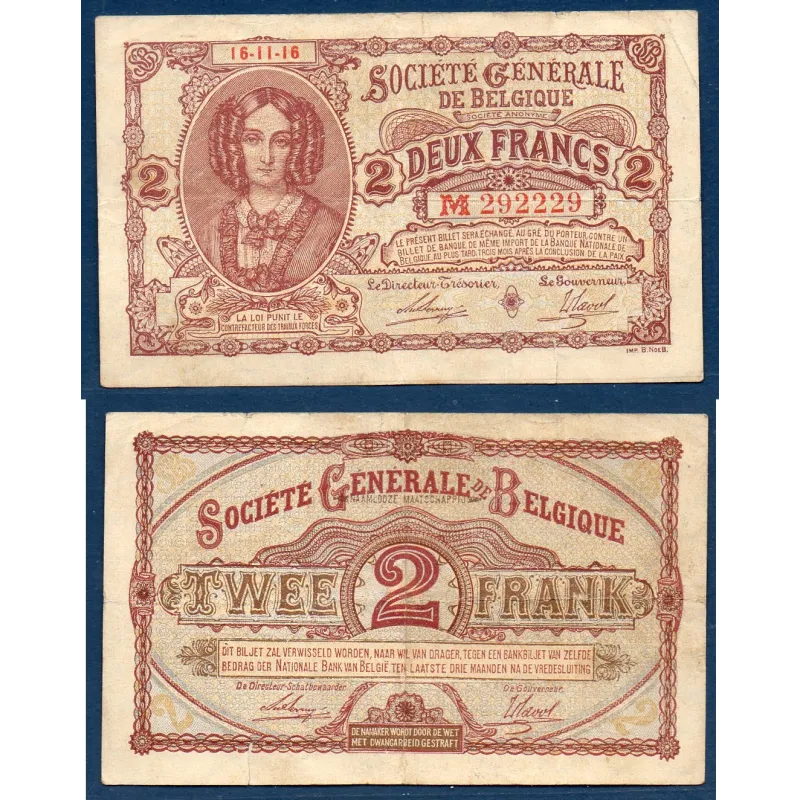 16-11-16
SOCIÉTÉ GÉNÉRALE
DE BELGIQUE
SOCIÉTÉ ANONYME
2 2 DEUX FRANCS 2
M 292229
LE PRÉSENT BILLET SERA ÉCHANGÉ, AU GRÉ DU PORTEUR, CONTRE UN
BILLET DE BANQUE DE MÊME IMPORT DE LA BANQUE NATIONALE DE
BELGIQUE, AU PLUS TARD, TROIS MOIS APRÈS LA CONCLUSION DE LA PAIX
Le Directeur-Trésorier, Le Gouverneur,
LA LOI PUNIT LE
CONTREFACTEUR DES TRAVAUX FORCÉS
IMP. B. NOËB.
SOCIÉTÉ GÉNÉRALE DE BELGIQUE
NAAMLOOZE MAATSCHAPPIJ
TWEE 2 FRANK
DIT BILJET ZAL VERWISSELD WORDEN, NAAR WIL VAN DRAGER, TEGEN EEN BANKBILJET VAN ZELFDE
BEDRAG DER NATIONALE BANK VAN BELGIË TEN LAATSTE DRIE MAANDEN NA DE VREDESLUITING
De Directeur-Schatbewaarder De Gouverneur,
2 2
DE NAMAKER WORDT DOOR DE WET
MET DWANGARBEID GESTRAFT